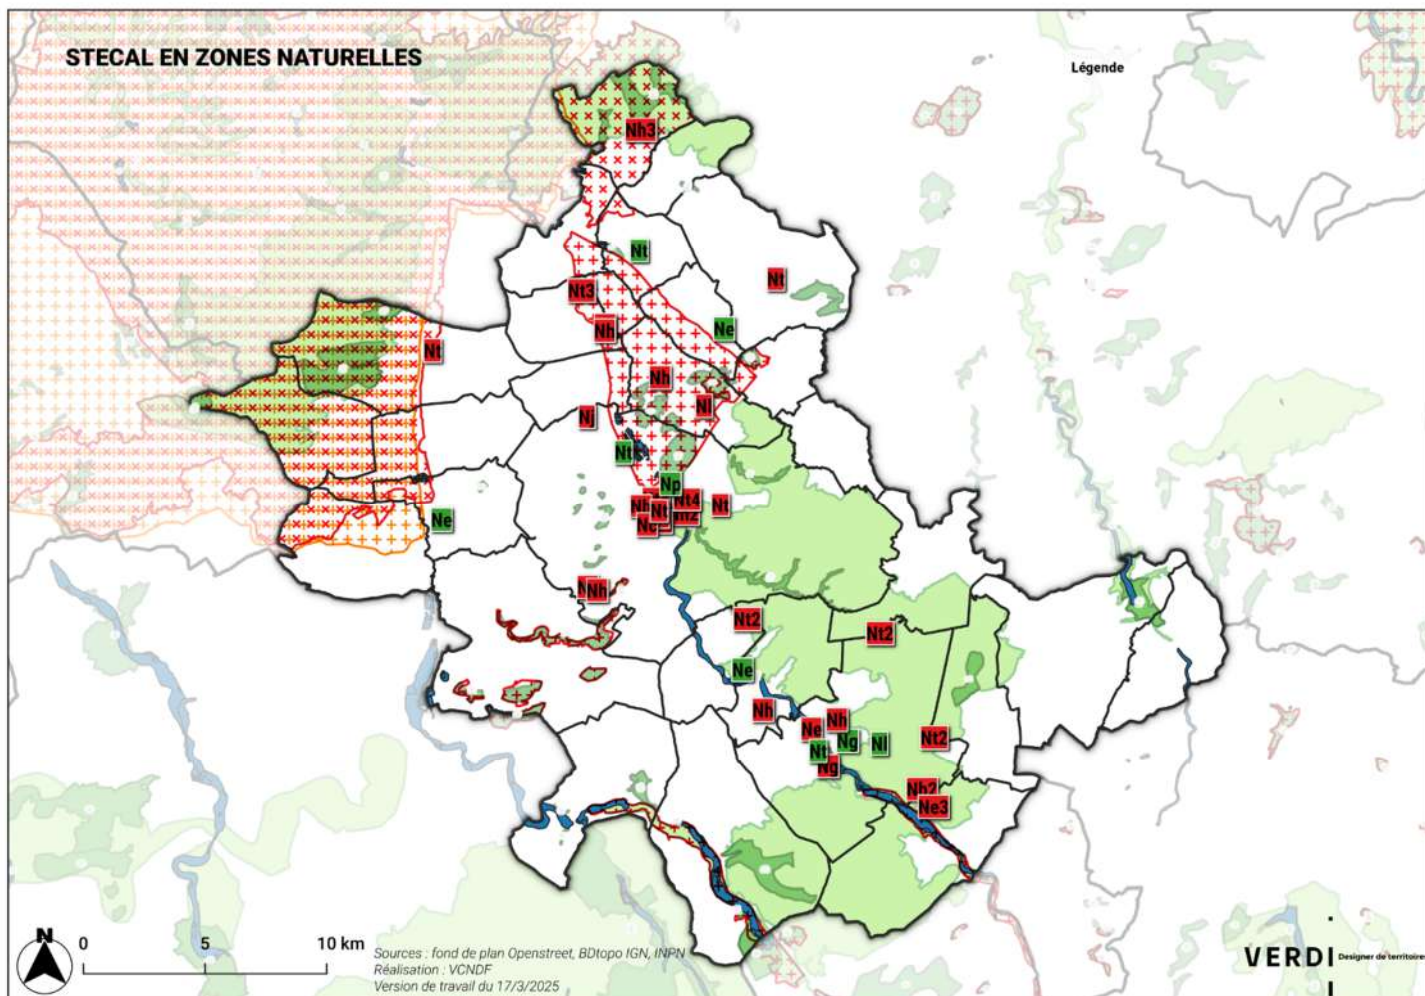 STECAL EN ZONES NATURELLES
Légende
Nh3
Nt
Nt
Nt3
Ne
Nh
Nt
Nh
Nl
Nj
Nt
Np
Nt4
Nt
Nt
Ne
Nh
Nt2
Nt2
Ne
Nh
Nh
Ne
Nt2
Ng
Nl
Nt
Ng
Nh2
Ne3
N
0 5 10 km
Sources : fond de plan Openstreet, BDtopo IGN, INPN
Réalisation : VCNDF
Version de travail du 17/3/2025
VERDI Designer de territoires